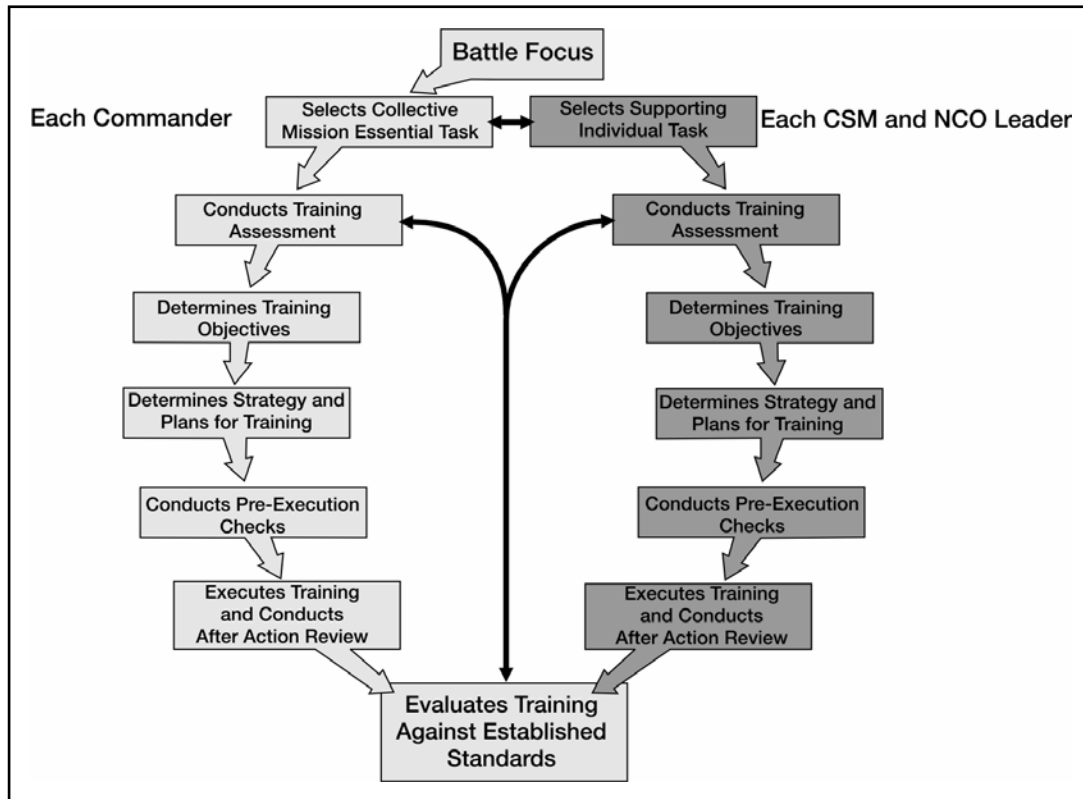 Battle Focus
Each Commander
Selects Collective
Mission Essential Task
Selects Supporting
Individual Task
Each CSM and NCO Leader
Conducts Training
Assessment
Conducts Training
Assessment
Determines Training
Objectives
Determines Training
Objectives
Determines Strategy and
Plans for Training
Determines Strategy and
Plans for Training
Conducts Pre-Execution
Checks
Conducts Pre-Execution
Checks
Executes Training
and Conducts
After Action Review
Executes Training
and Conducts
After Action Review
Evaluates Training
Against Established
Standards